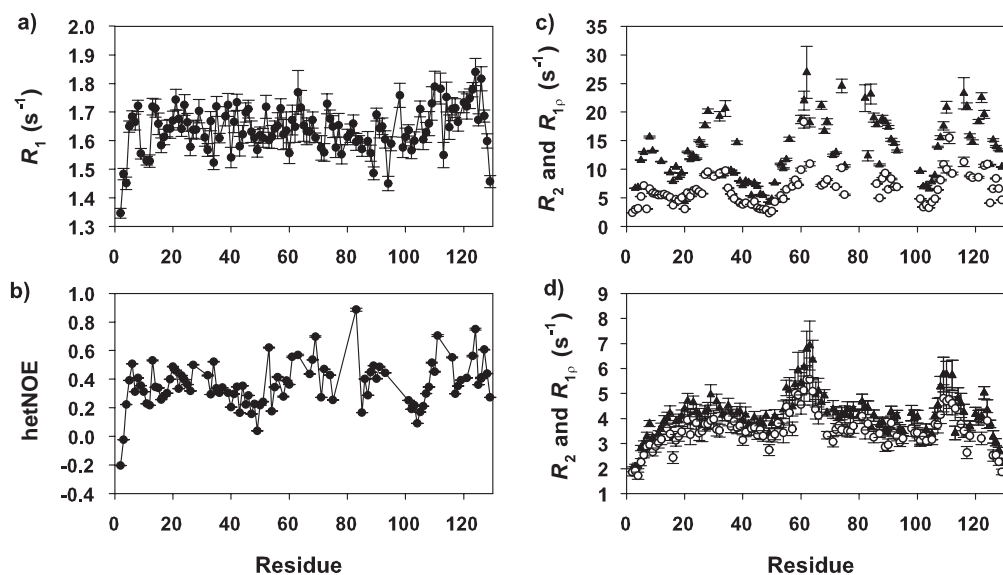 a)
2.0
1.9
1.8
1.7
1.6
1.5
1.4
1.3
R₁ (s⁻¹)
0 20 40 60 80 100 120
b)
1.0
0.8
0.6
0.4
0.2
0.0
-0.2
-0.4
hetNOE
0 20 40 60 80 100 120
Residue
c)
35
30
25
20
15
10
5
0
R₂ and R₁ρ (s⁻¹)
0 20 40 60 80 100 120
d)
9
8
7
6
5
4
3
2
1
R₂ and R₁ρ (s⁻¹)
0 20 40 60 80 100 120
Residue